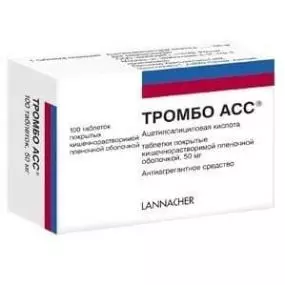 ТРОМБО АСС®
100 таблеток, 50 мг
100 таблеток
покрытых
кишечнорастворимой
пленочной оболочкой
ТРОМБО АСС®
Ацетилсалициловая кислота
таблетки покрытые
кишечнорастворимой пленочной
оболочкой, 50 мг
Антиагрегантное средство
LANNACHER